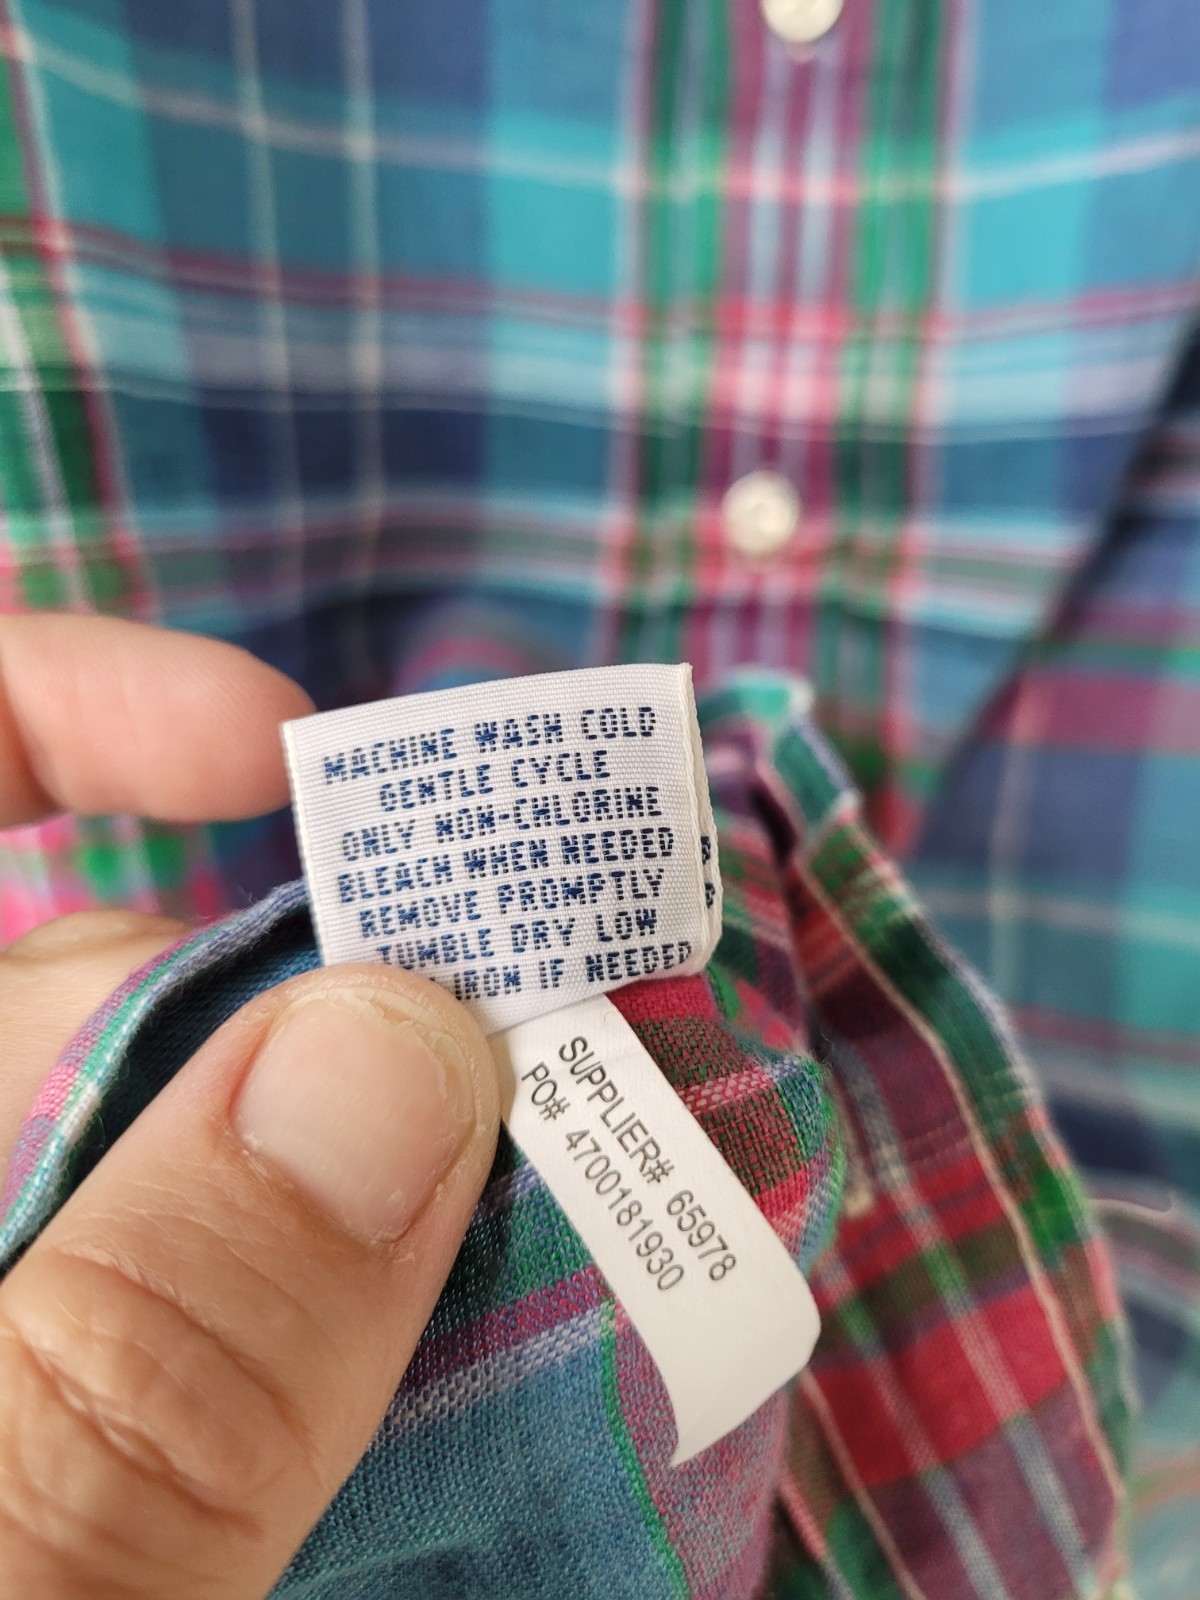 MACHINE WASH COLD
GENTLE CYCLE
ONLY NON-CHLORINE
BLEACH WHEN NEEDED
REMOVE PROMPTLY
TUMBLE DRY LOW
IRON IF NEEDED
SUPPLIER# 65978
PO# 4700181930